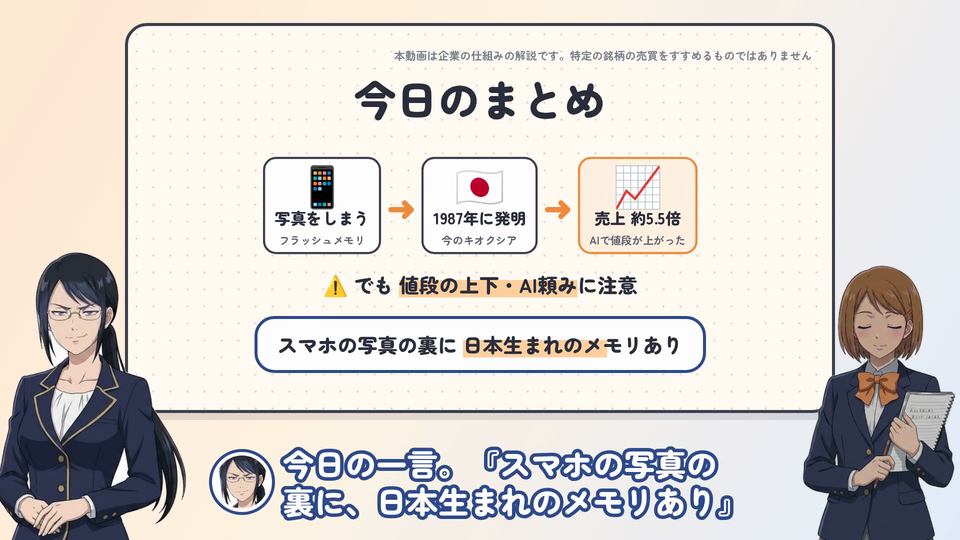 本動画は企業の仕組みの解説です。特定の銘柄の売買をすすめるものではありません
今日のまとめ
写真をしまう
フラッシュメモリ
1987年に発明
今のキオクシア
売上 約5.5倍
AIで値段が上がった
でも 値段の上下・AI頼みに注意
スマホの写真の裏に 日本生まれのメモリあり
今日の一言。『スマホの写真の
裏に、日本生まれのメモリあり』